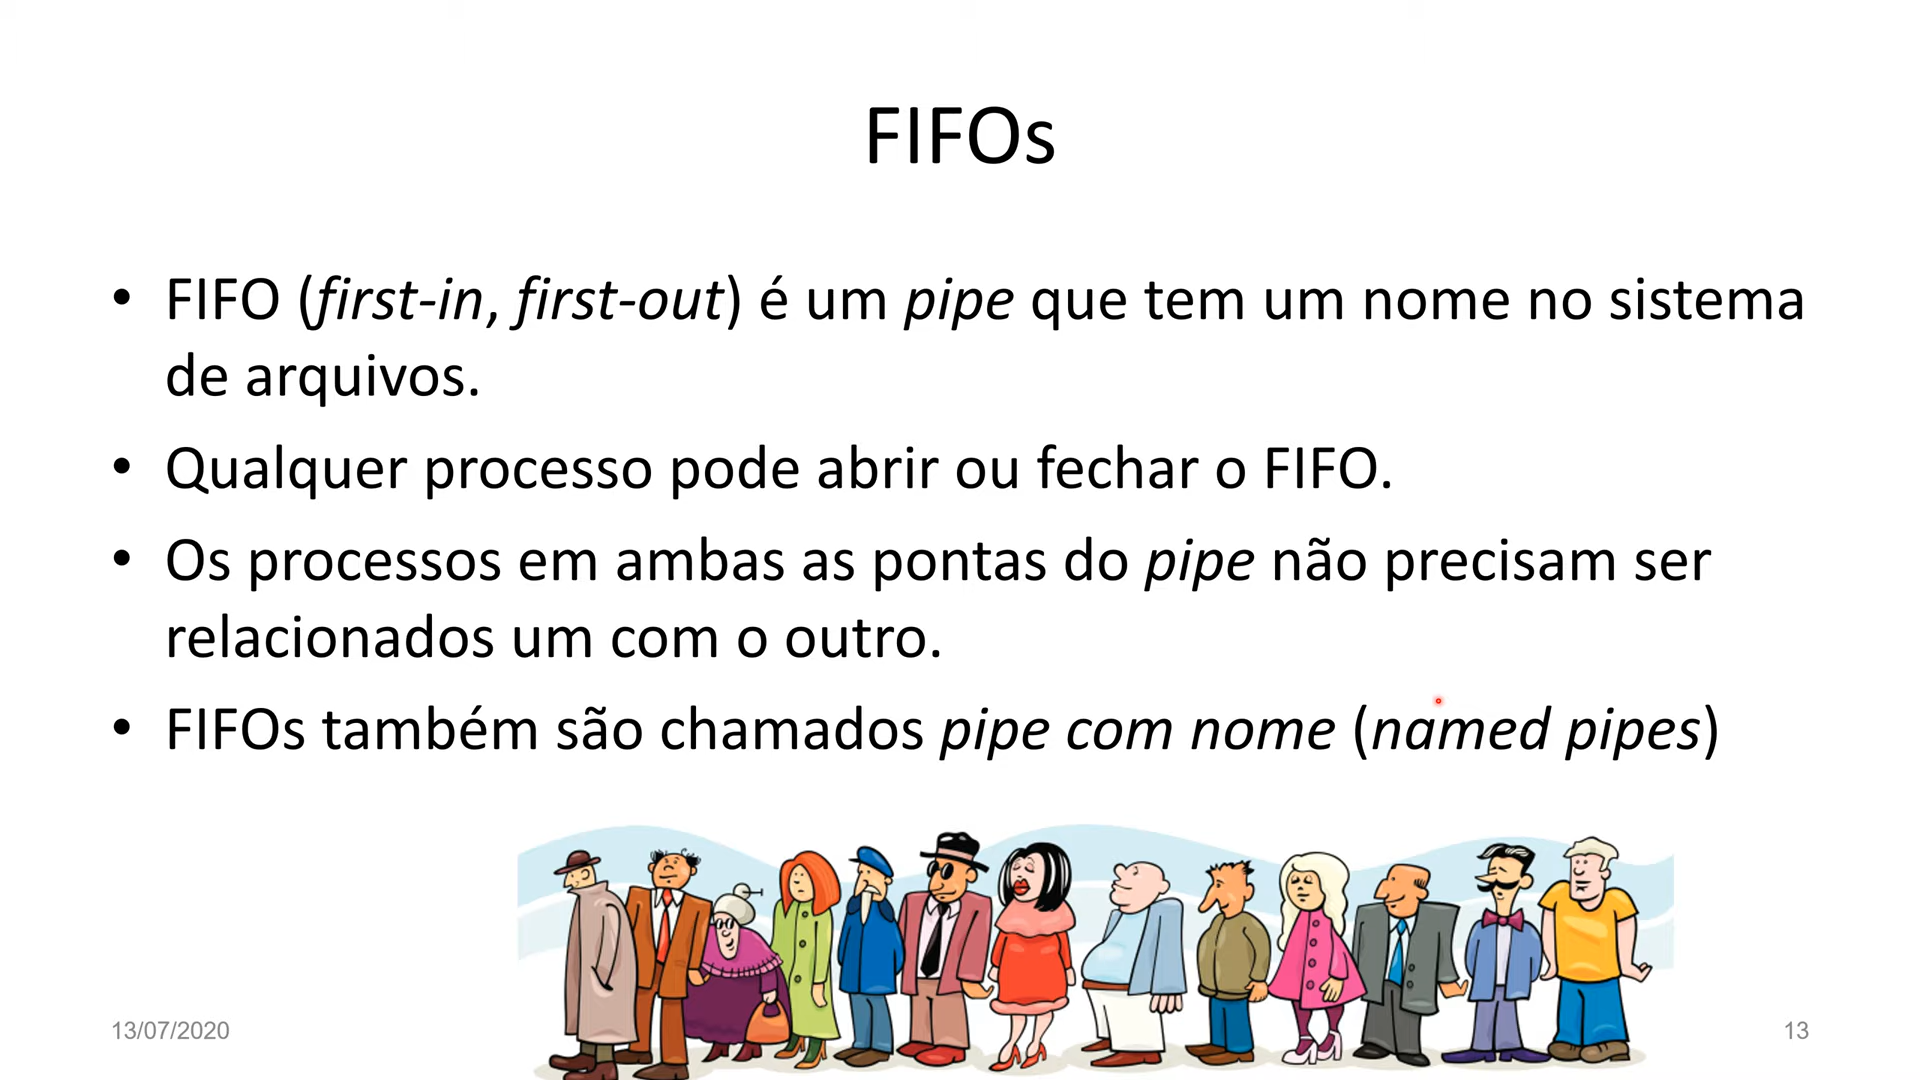 FIFOs
• FIFO (first-in, first-out) é um pipe que tem um nome no sistema
de arquivos.
• Qualquer processo pode abrir ou fechar o FIFO.
• Os processos em ambas as pontas do pipe não precisam ser
relacionados um com o outro.
• FIFOs também são chamados pipe com nome (named pipes)
13/07/2020
13